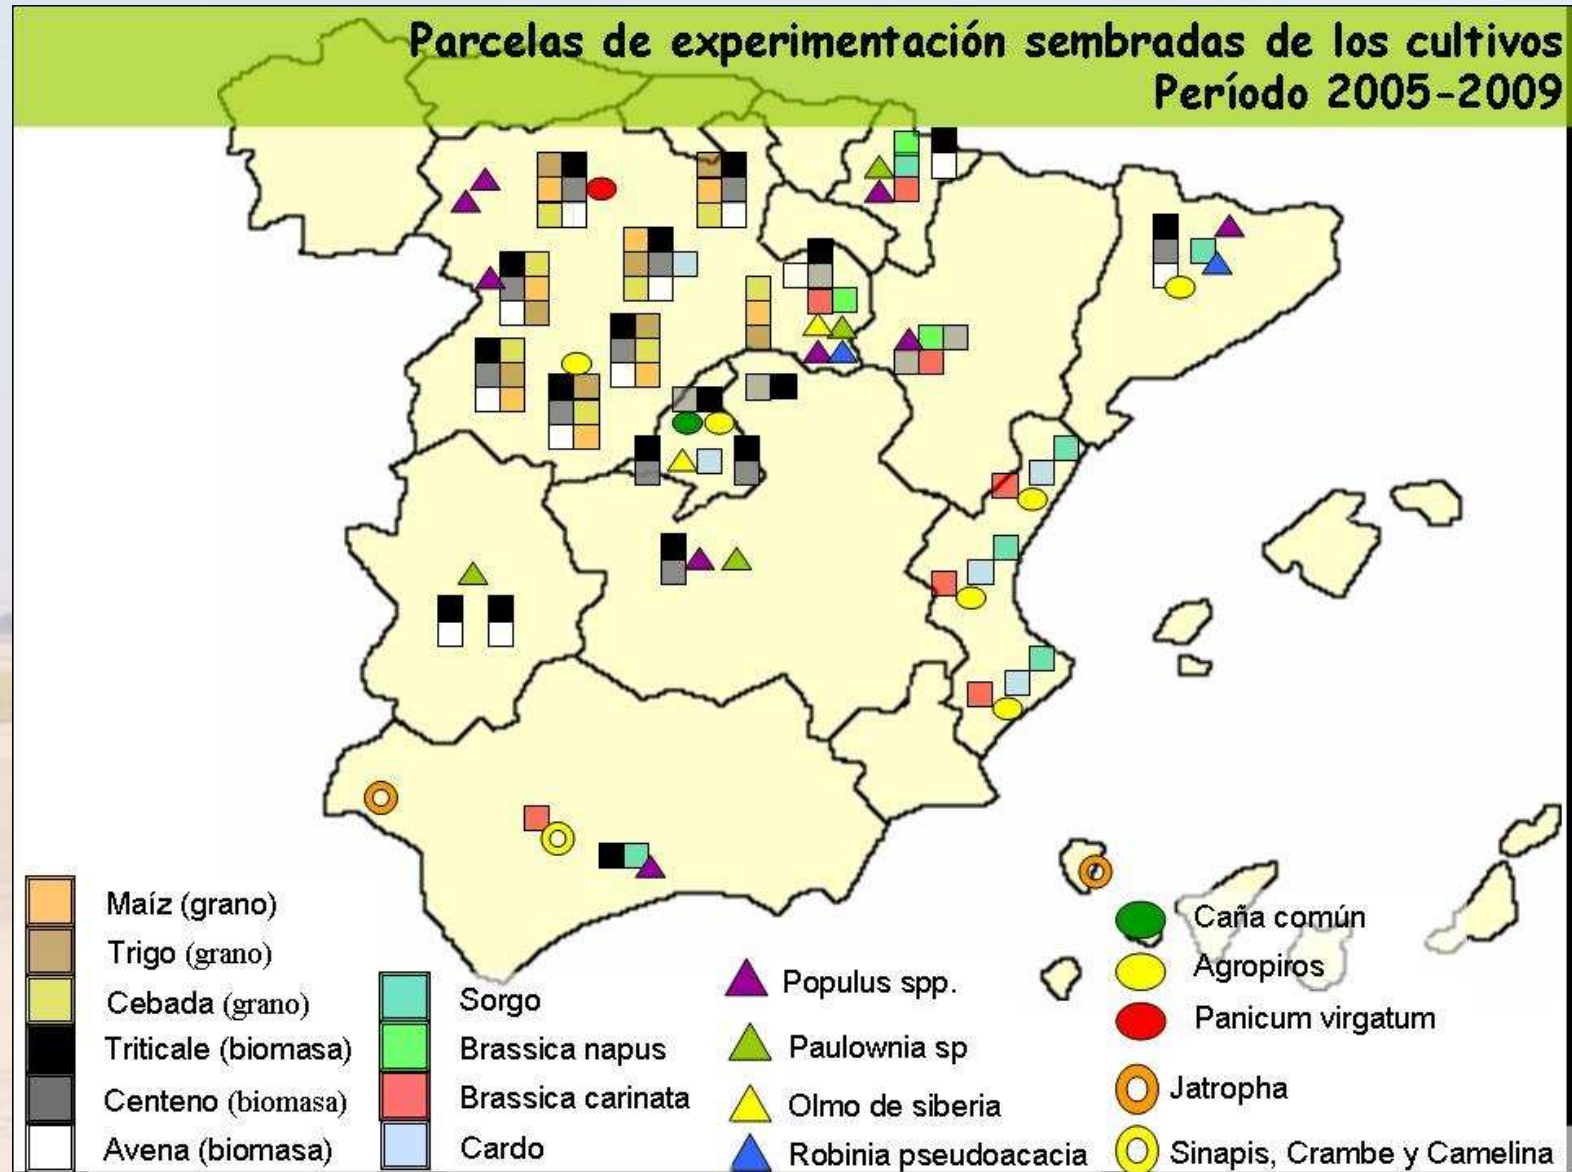 Parcelas de experimentación sembradas de los cultivos
Período 2005-2009
Maíz (grano)
Trigo (grano)
Cebada (grano)
Triticale (biomasa)
Centeno (biomasa)
Avena (biomasa)
Sorgo
Brassica napus
Brassica carinata
Cardo
Populus spp.
Paulownia sp
Olmo de siberia
Robinia pseudoacacia
Caña común
Agropiros
Panicum virgatum
Jatropha
Sinapis, Crambe y Camelina